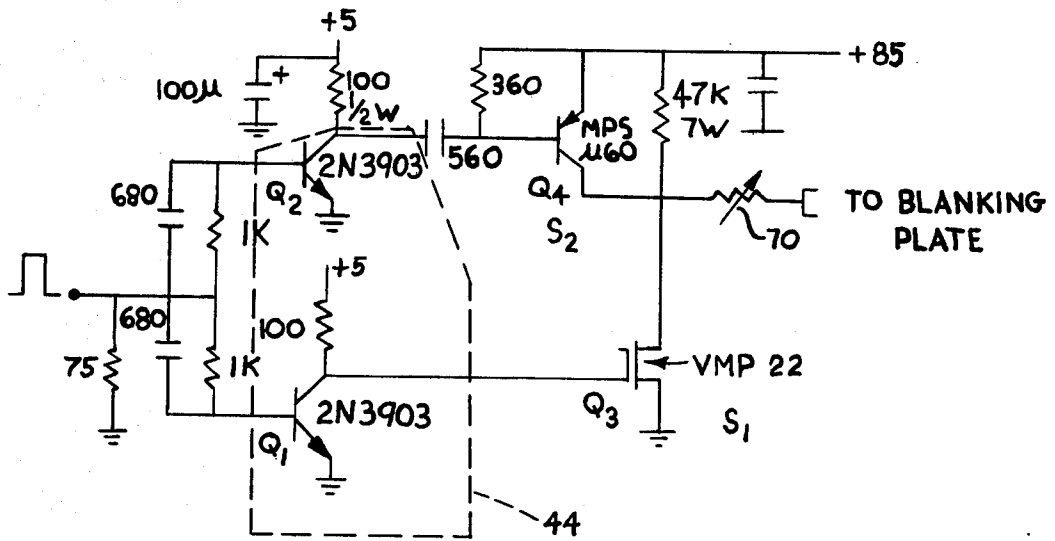 +5
+85
100µ
+
100
½W
360
47K
7W
MPS
µ60
560
2N3903
Q2
Q4
S2
680
1K
TO BLANKING
PLATE
70
+5
680
100
75
1K
VMP 22
2N3903
Q3
S1
Q1
44